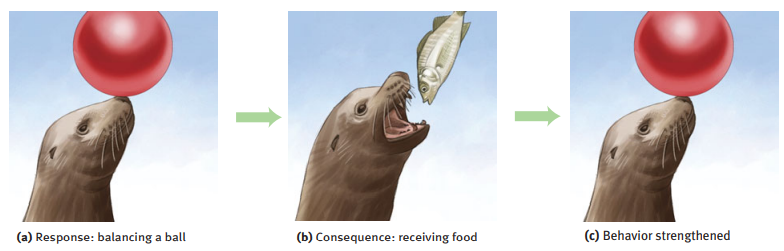 (a) Response: balancing a ball
(b) Consequence: receiving food
(c) Behavior strengthened